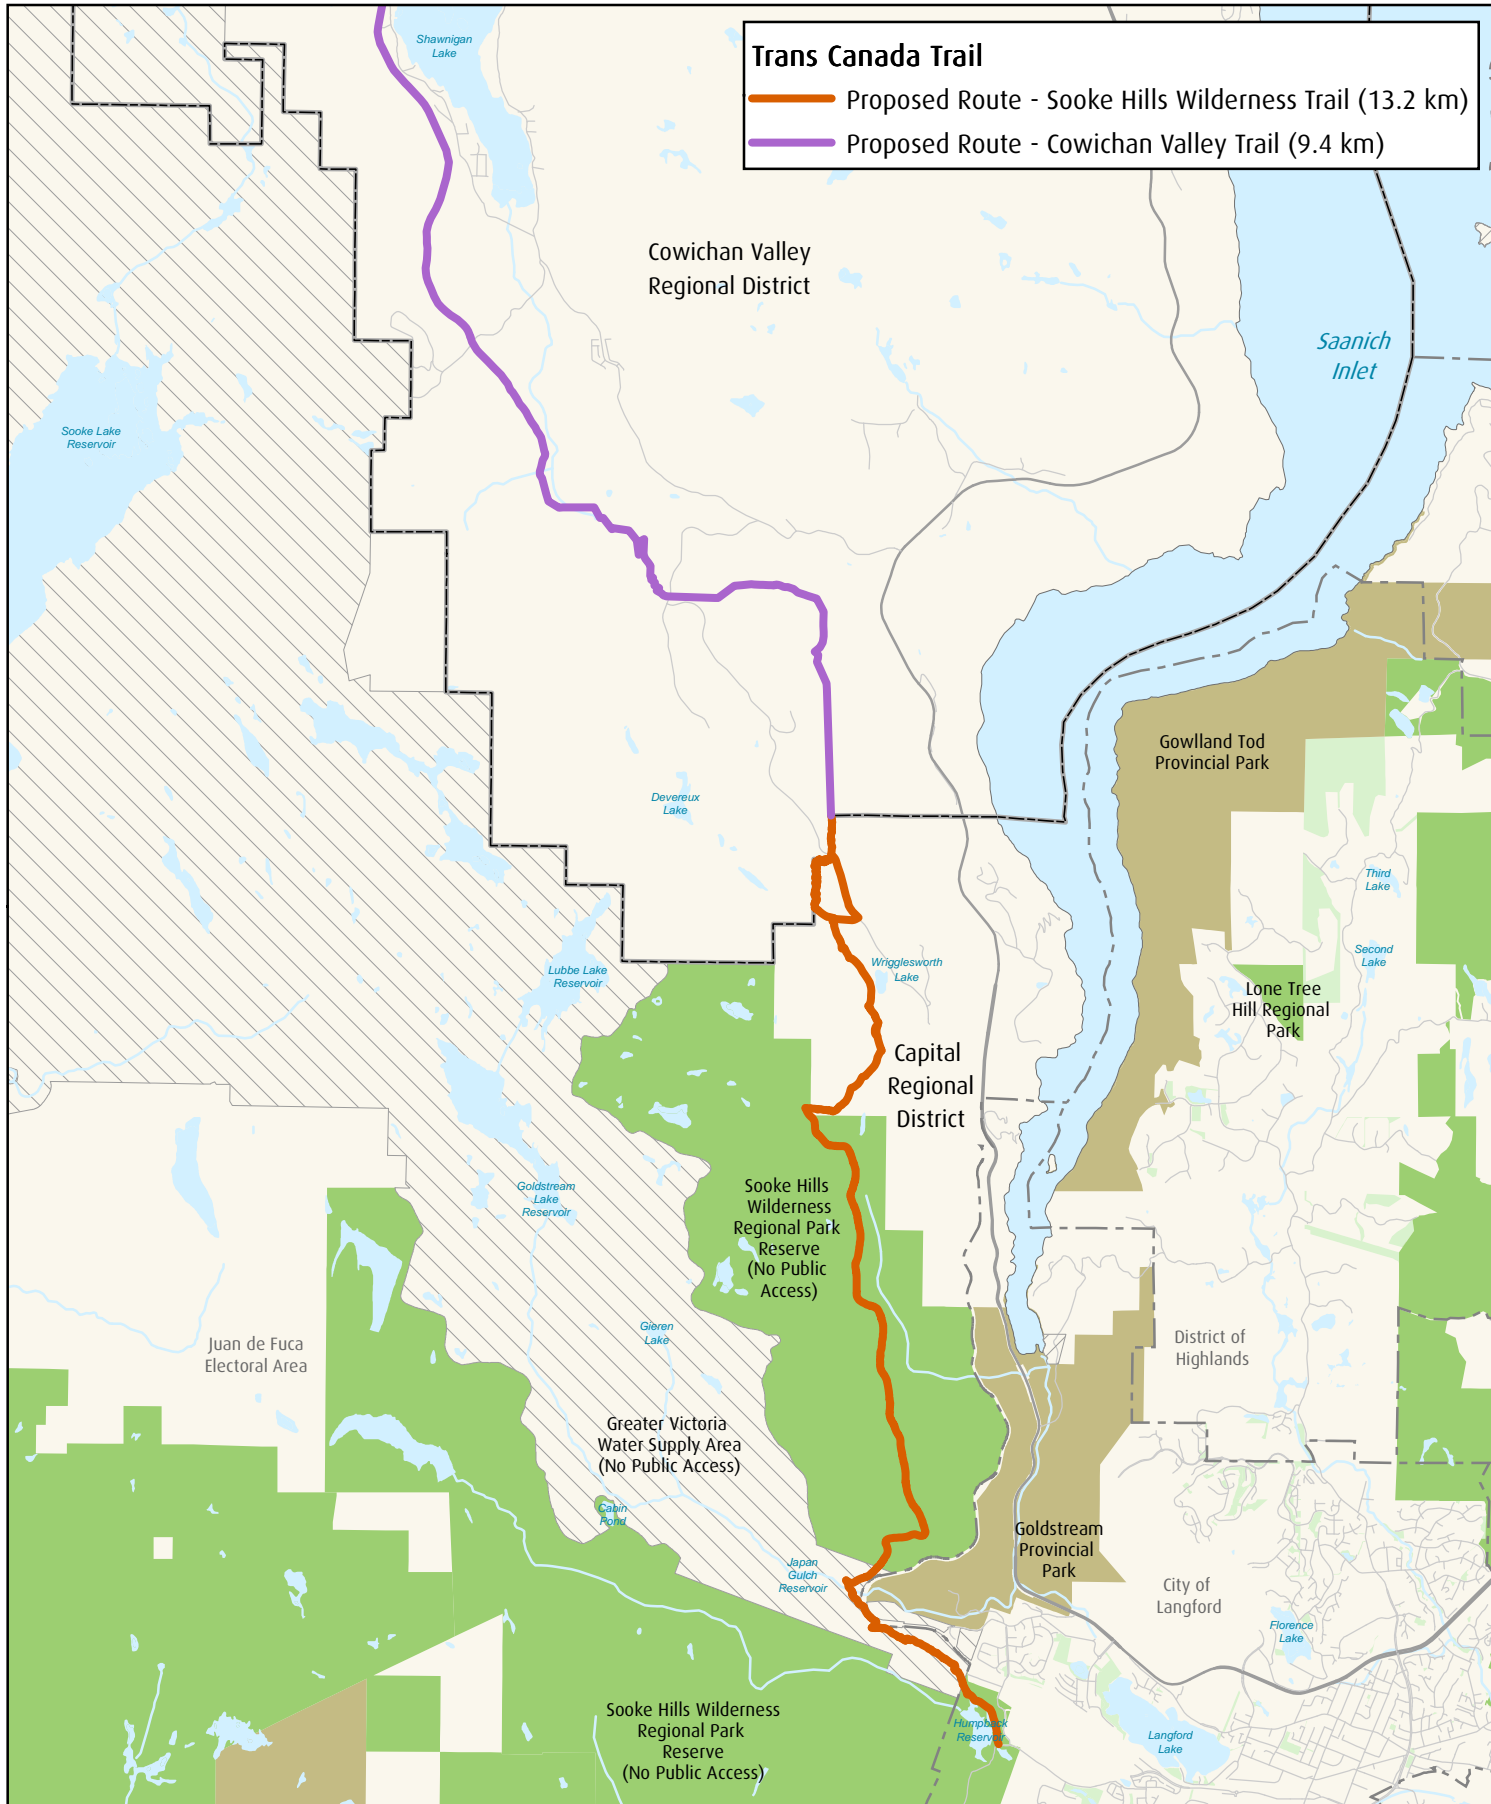 Shawnigan
Lake
Trans Canada Trail
Proposed Route - Sooke Hills Wilderness Trail (13.2 km)
Proposed Route - Cowichan Valley Trail (9.4 km)
Cowichan Valley
Regional District
Saanich
Inlet
Sooke Lake
Reservoir
Gowlland Tod
Provincial Park
Devereux
Lake
Third
Lake
Second
Lake
Wrigglesworth
Lake
Lubbe Lake
Reservoir
Lone Tree
Hill Regional
Park
Capital
Regional
District
Goldstream
Lake
Reservoir
Sooke Hills
Wilderness
Regional Park
Reserve
(No Public
Access)
Gieren
Lake
Juan de Fuca
Electoral Area
District of
Highlands
Greater Victoria
Water Supply Area
(No Public Access)
Cabin
Pond
Goldstream
Provincial
Park
Japan
Gulch
Reservoir
City of
Langford
Florence
Lake
Sooke Hills Wilderness
Regional Park
Reserve
(No Public Access)
Humpback
Reservoir
Langford
Lake